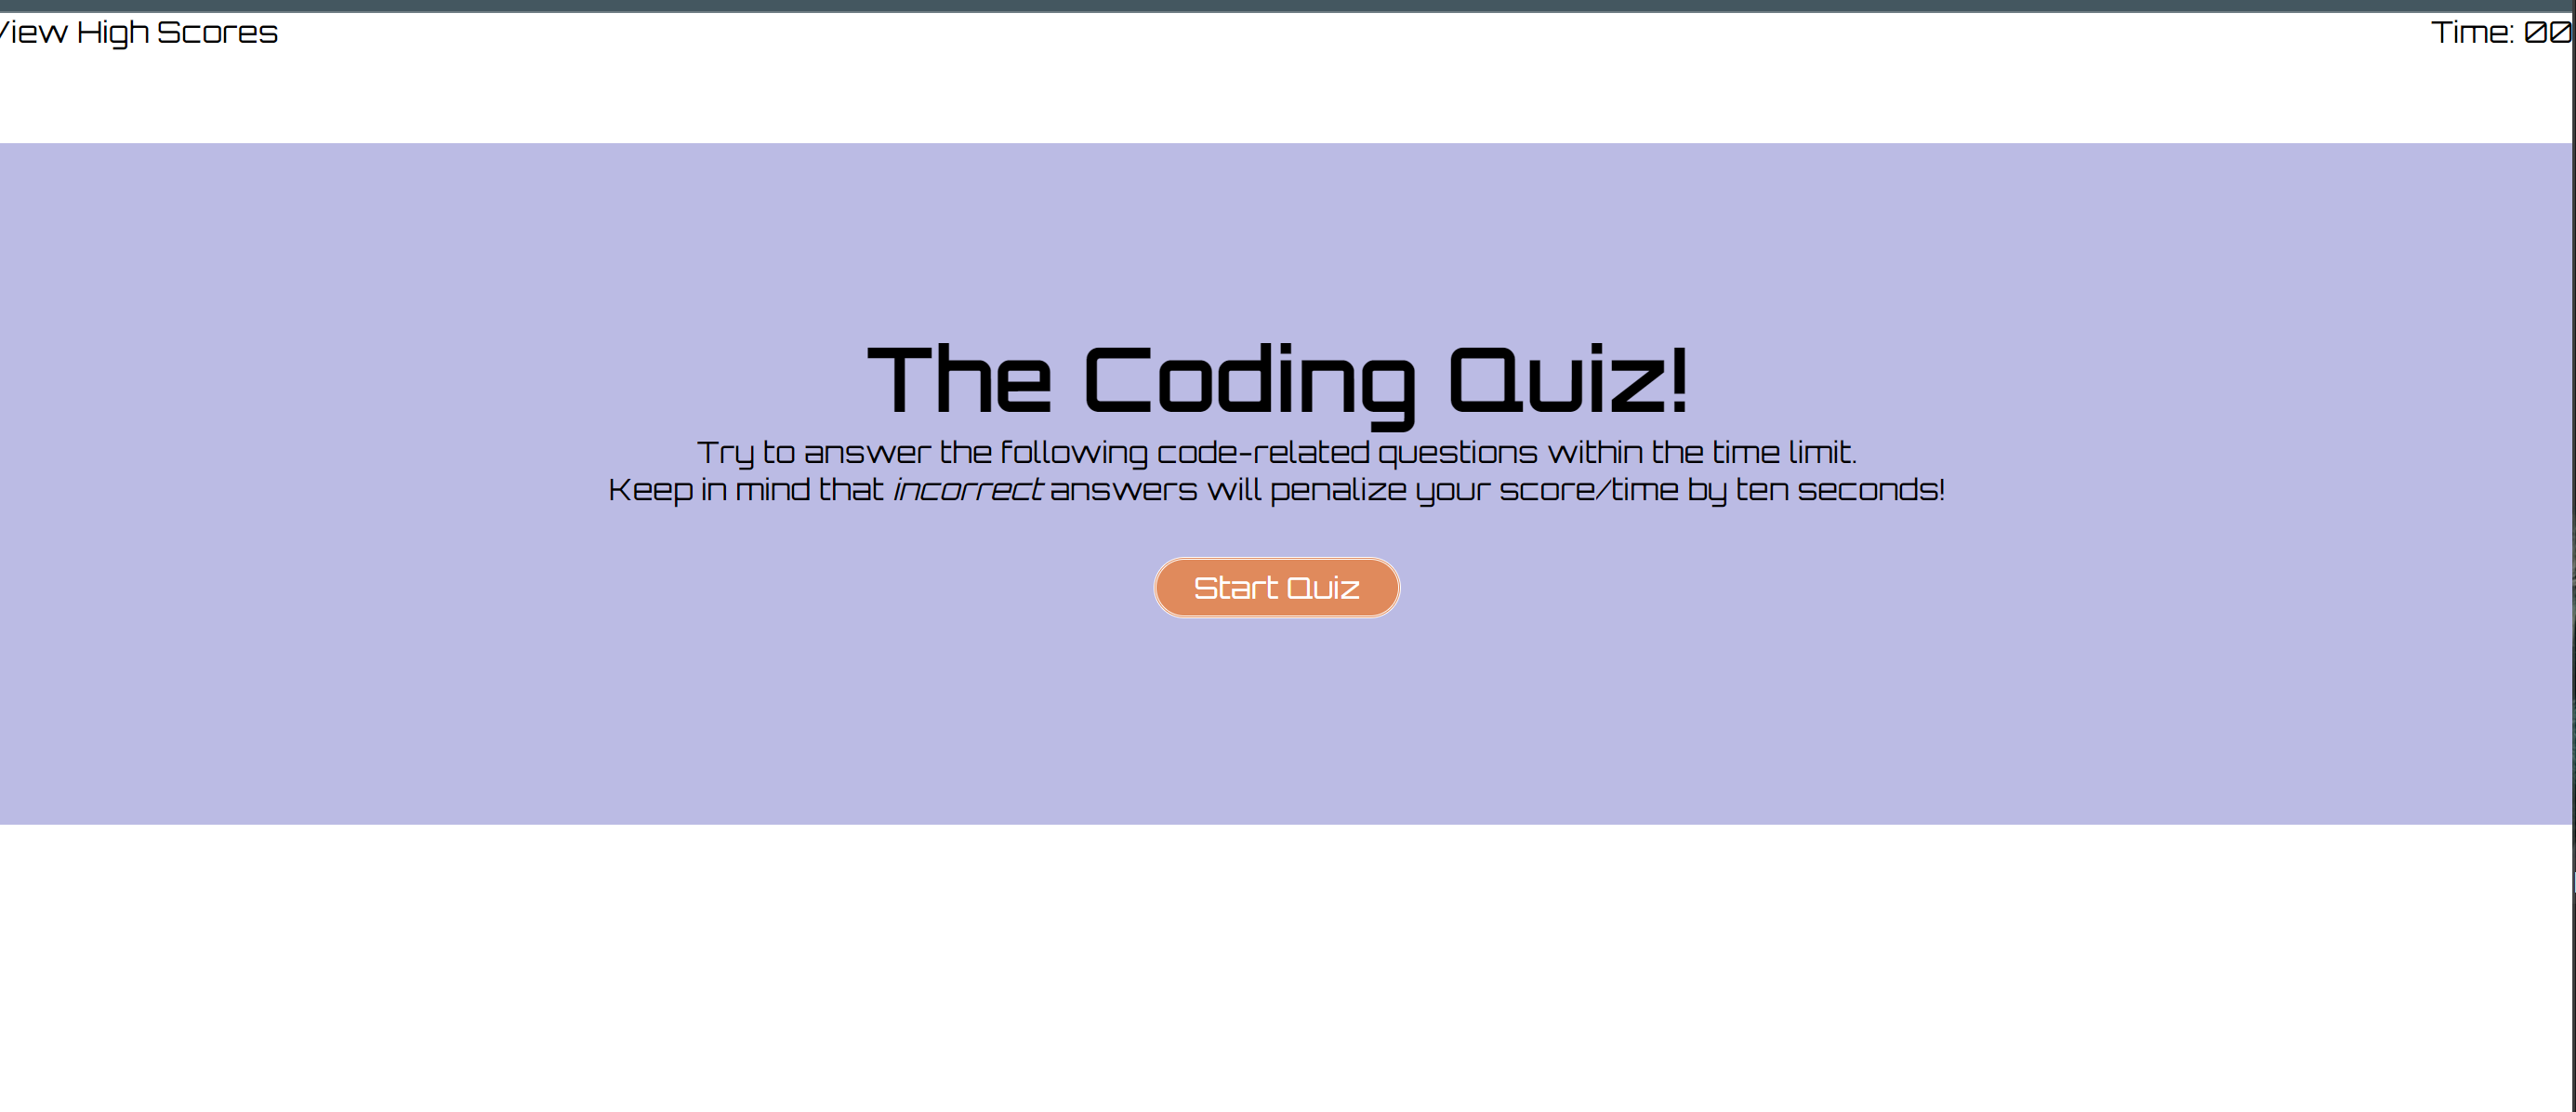 View High Scores
Time: 00
The Coding Quiz!
Try to answer the following code-related questions within the time limit.
Keep in mind that incorrect answers will penalize your score/time by ten seconds!
Start Quiz